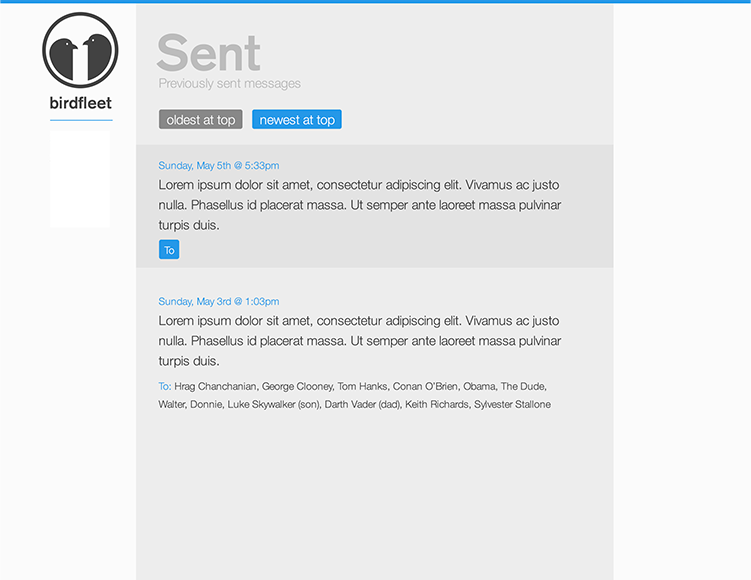 birdfleet
Sent
Previously sent messages
oldest at top
newest at top
Sunday, May 5th @ 5:33pm
Lorem ipsum dolor sit amet, consectetur adipiscing elit. Vivamus ac justo
nulla. Phasellus id placerat massa. Ut semper ante laoreet massa pulvinar
turpis duis.
To
Sunday, May 3rd @ 1:03pm
Lorem ipsum dolor sit amet, consectetur adipiscing elit. Vivamus ac justo
nulla. Phasellus id placerat massa. Ut semper ante laoreet massa pulvinar
turpis duis.
To: Hrag Chanchanian, George Clooney, Tom Hanks, Conan O'Brien, Obama, The Dude,
Walter, Donnie, Luke Skywalker (son), Darth Vader (dad), Keith Richards, Sylvester Stallone